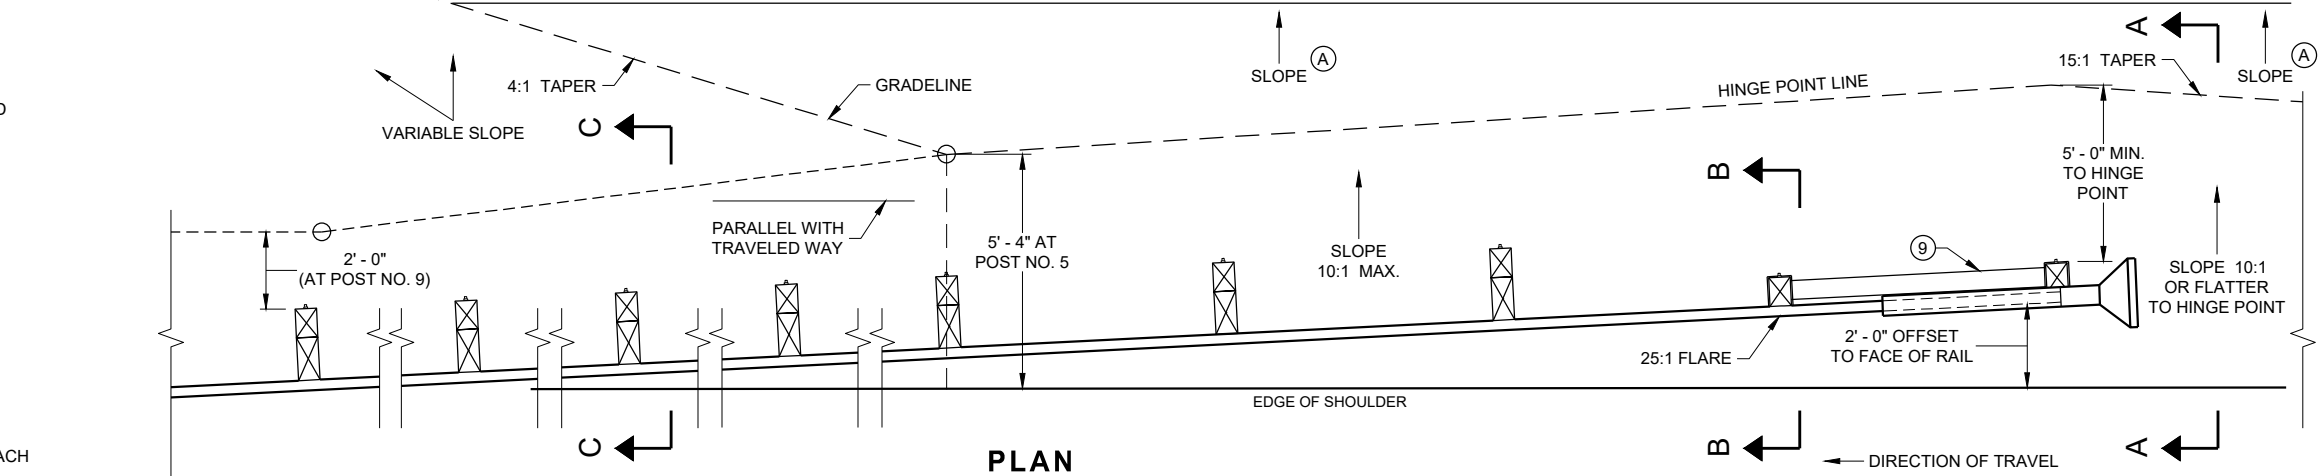 A
A
15:1 TAPER
SLOPE
A
SLOPE
A
4:1 TAPER
GRADELINE
HINGE POINT LINE
VARIABLE SLOPE
C
5' - 0" MIN.
TO HINGE
POINT
B
PARALLEL WITH
TRAVELED WAY
5' - 4" AT
POST NO. 5
SLOPE
10:1 MAX.
9
2' - 0"
(AT POST NO. 9)
SLOPE 10:1
OR FLATTER
TO HINGE POINT
2' - 0" OFFSET
TO FACE OF RAIL
25:1 FLARE
EDGE OF SHOULDER
C
B
A
PLAN
DIRECTION OF TRAVEL
ACH